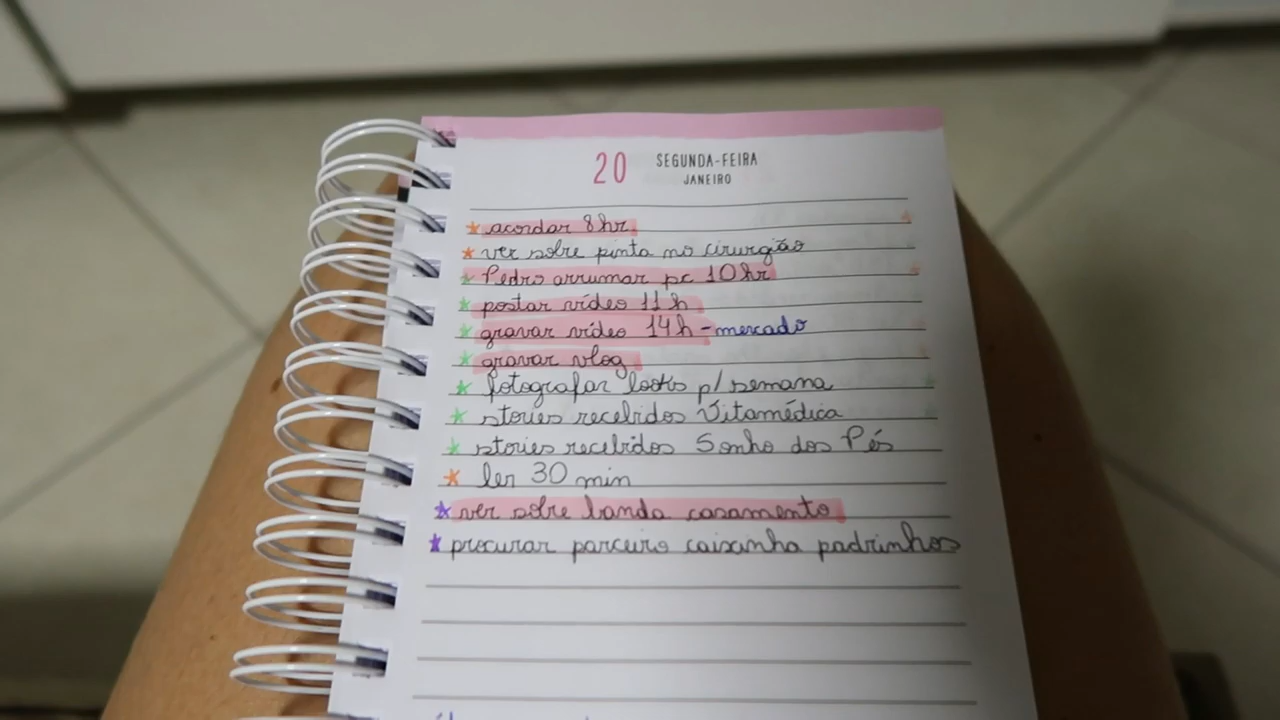 20 SEGUNDA-FEIRA
JANEIRO
acordar 8hr
ver sobre pinta no cirurgião
Pedro arrumar pc 10hr
postar vídeo 11h
gravar vídeo 14h - mercado
gravar vlog
fotografar looks p/ semana
stories recebidos Vitamédica
stories recebidos Sonho dos Pés
ler 30 min
ver sobre banda casamento
procurar parceiro caixinha padrinhos